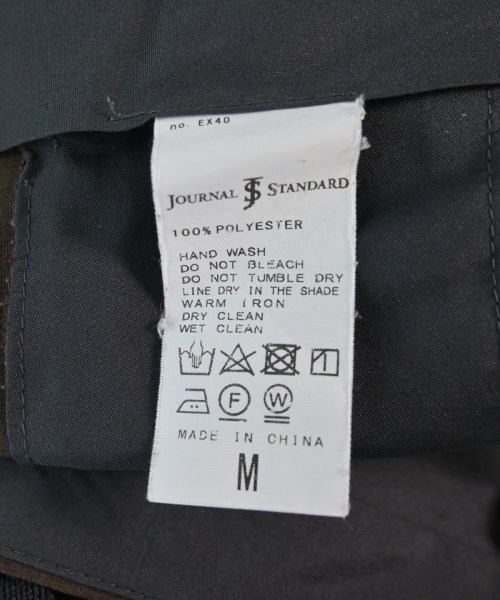 no. EX40
JOURNAL JS STANDARD
100% POLYESTER
HAND WASH
DO NOT BLEACH
DO NOT TUMBLE DRY
LINE DRY IN THE SHADE
WARM IRON
DRY CLEAN
WET CLEAN
F W
MADE IN CHINA
M